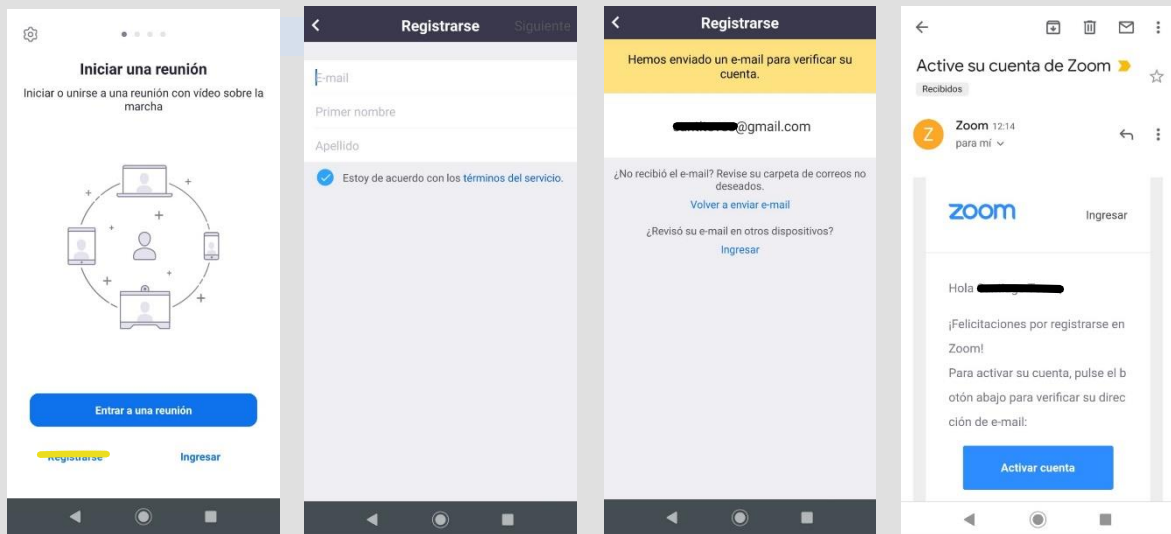 Iniciar una reunión
Iniciar o unirse a una reunión con vídeo sobre la
marcha
Entrar a una reunión
Registrarse
Ingresar
Registrarse
Siguiente
E-mail
Primer nombre
Apellido
Estoy de acuerdo con los términos del servicio.
Registrarse
Hemos enviado un e-mail para verificar su
cuenta.
@gmail.com
¿No recibió el e-mail? Revise su carpeta de correos no
deseados.
Volver a enviar e-mail
¿Revisó su e-mail en otros dispositivos?
Ingresar
Active su cuenta de Zoom
Recibidos
Z
Zoom 12:14
para mí
zoom
Ingresar
Hola
¡Felicitaciones por registrarse en
Zoom!
Para activar su cuenta, pulse el b
otón abajo para verificar su direc
ción de e-mail:
Activar cuenta